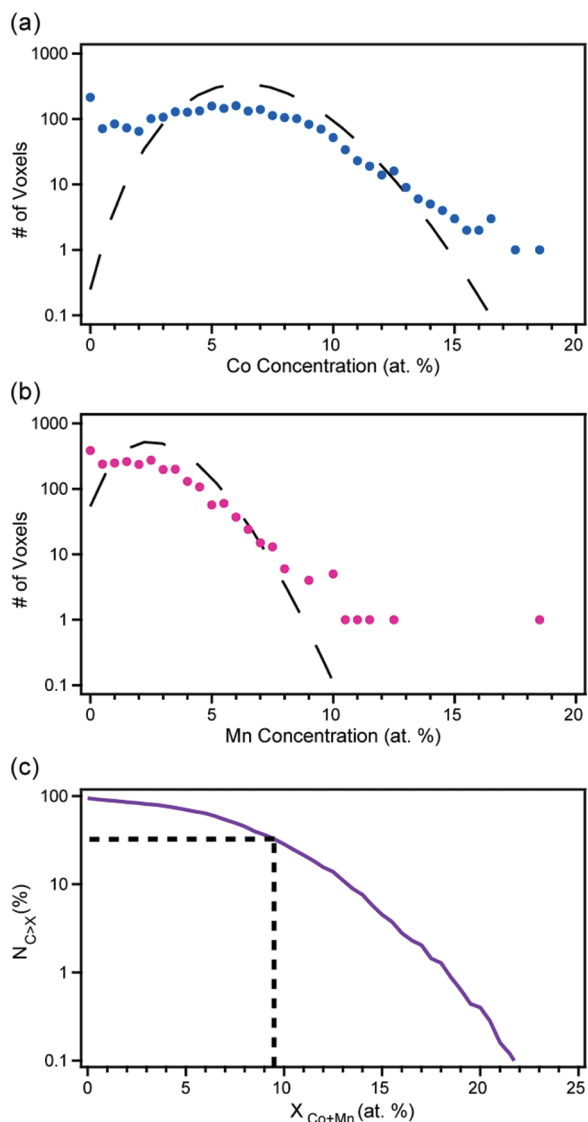 (a)
1000
100
10
1
0.1
# of Voxels
0 5 10 15 20
Co Concentration (at. %)
(b)
1000
100
10
1
0.1
# of Voxels
0 5 10 15 20
Mn Concentration (at. %)
(c)
100
10
1
0.1
N C>X (%)
0 5 10 15 20 25
X Co+Mn (at. %)